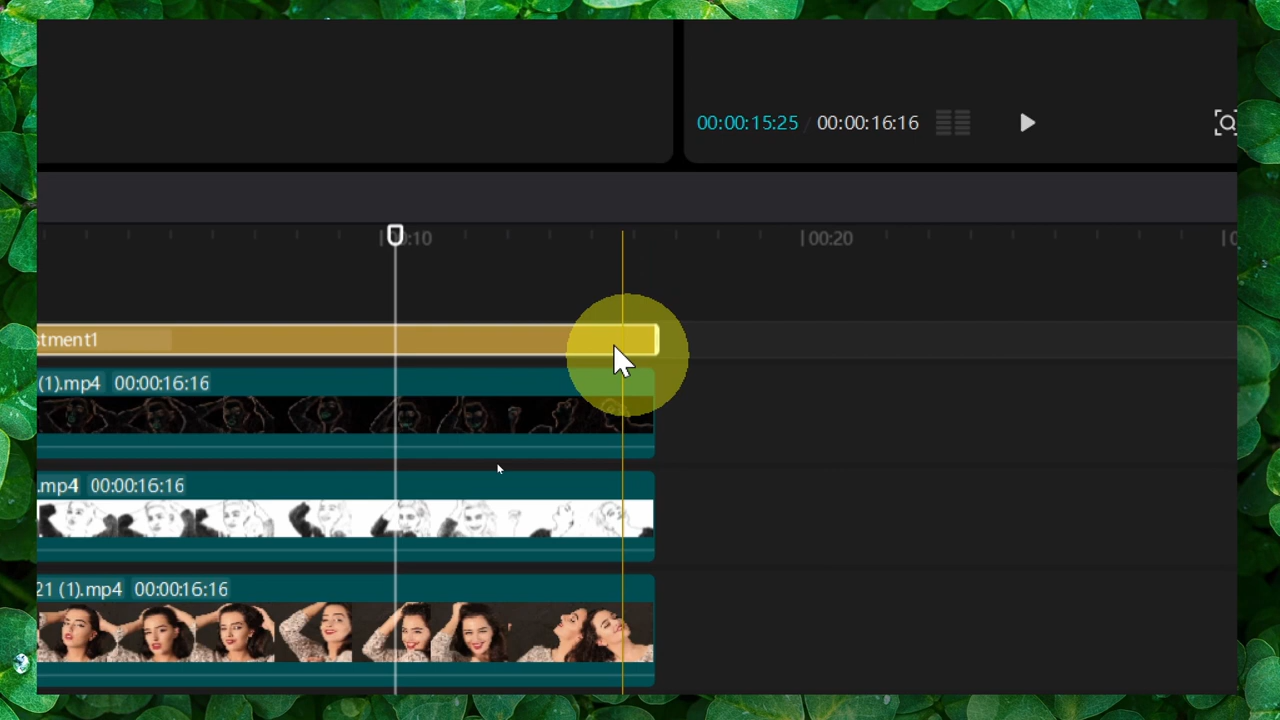 00:00:15:25 / 00:00:16:16
00:10 00:20
stment1
(1).mp4 00:00:16:16
.mp4 00:00:16:16
21 (1).mp4 00:00:16:16